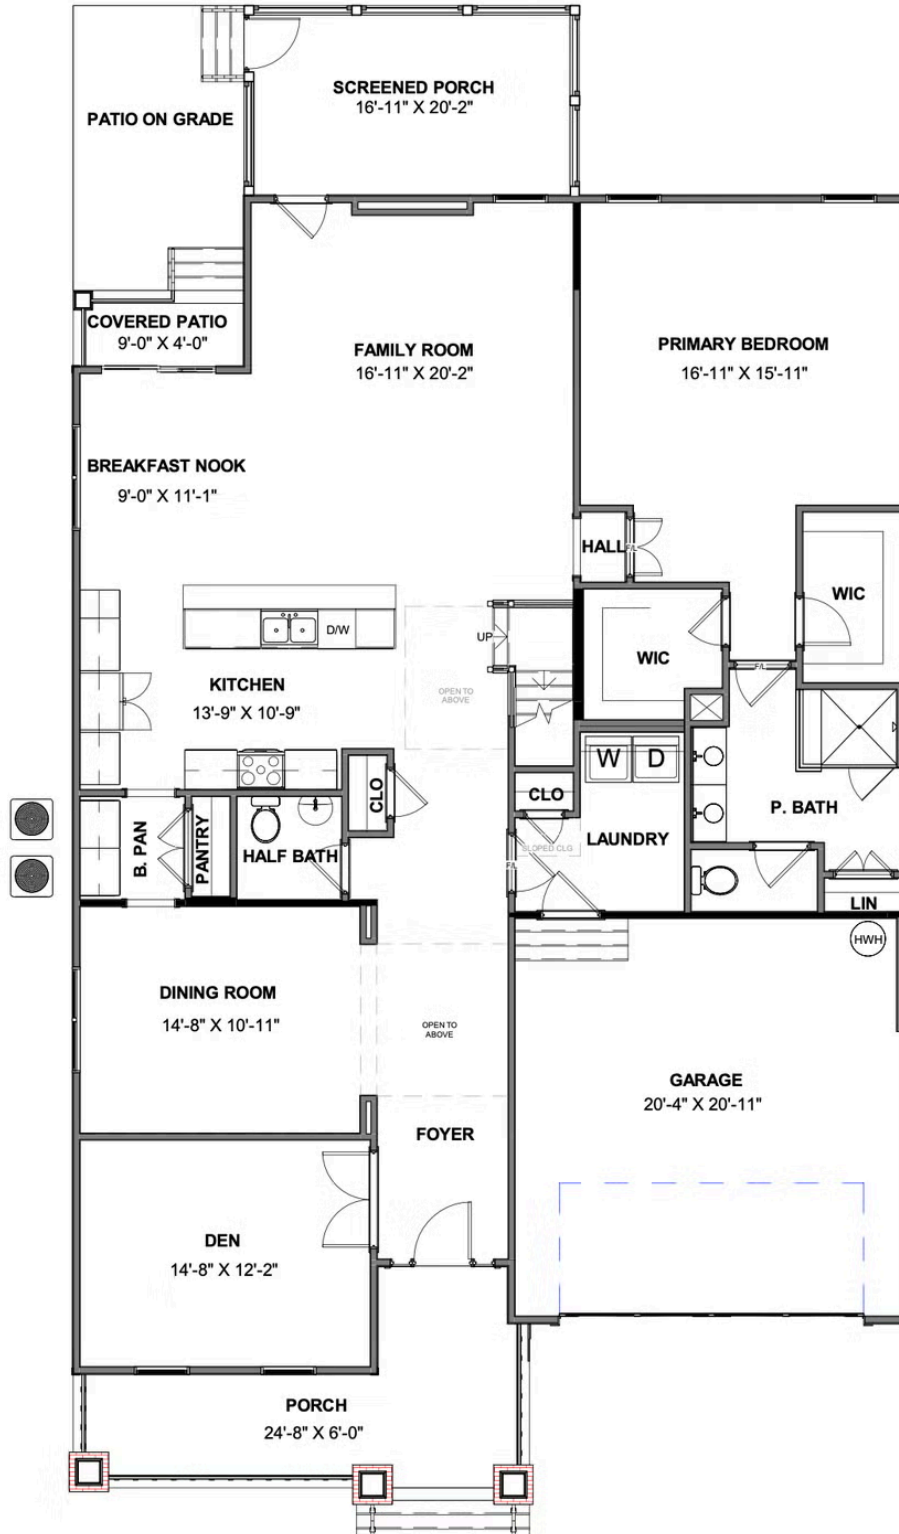 SCREENED PORCH
16'-11" X 20'-2"
PATIO ON GRADE
COVERED PATIO
9'-0" X 4'-0"
FAMILY ROOM
16'-11" X 20'-2"
PRIMARY BEDROOM
16'-11" X 15'-11"
BREAKFAST NOOK
9'-0" X 11'-1"
HALL
F/L
WIC
D/W
UP
WIC
F/L
KITCHEN
13'-9" X 10'-9"
OPEN TO
ABOVE
W
D
CLO
CLO
P. BATH
B. PAN
PANTRY
HALF BATH
LAUNDRY
SLOPED CLG
F/L
LIN
HWH
DINING ROOM
14'-8" X 10'-11"
OPEN TO
ABOVE
GARAGE
20'-4" X 20'-11"
FOYER
DEN
14'-8" X 12'-2"
PORCH
24'-8" X 6'-0"